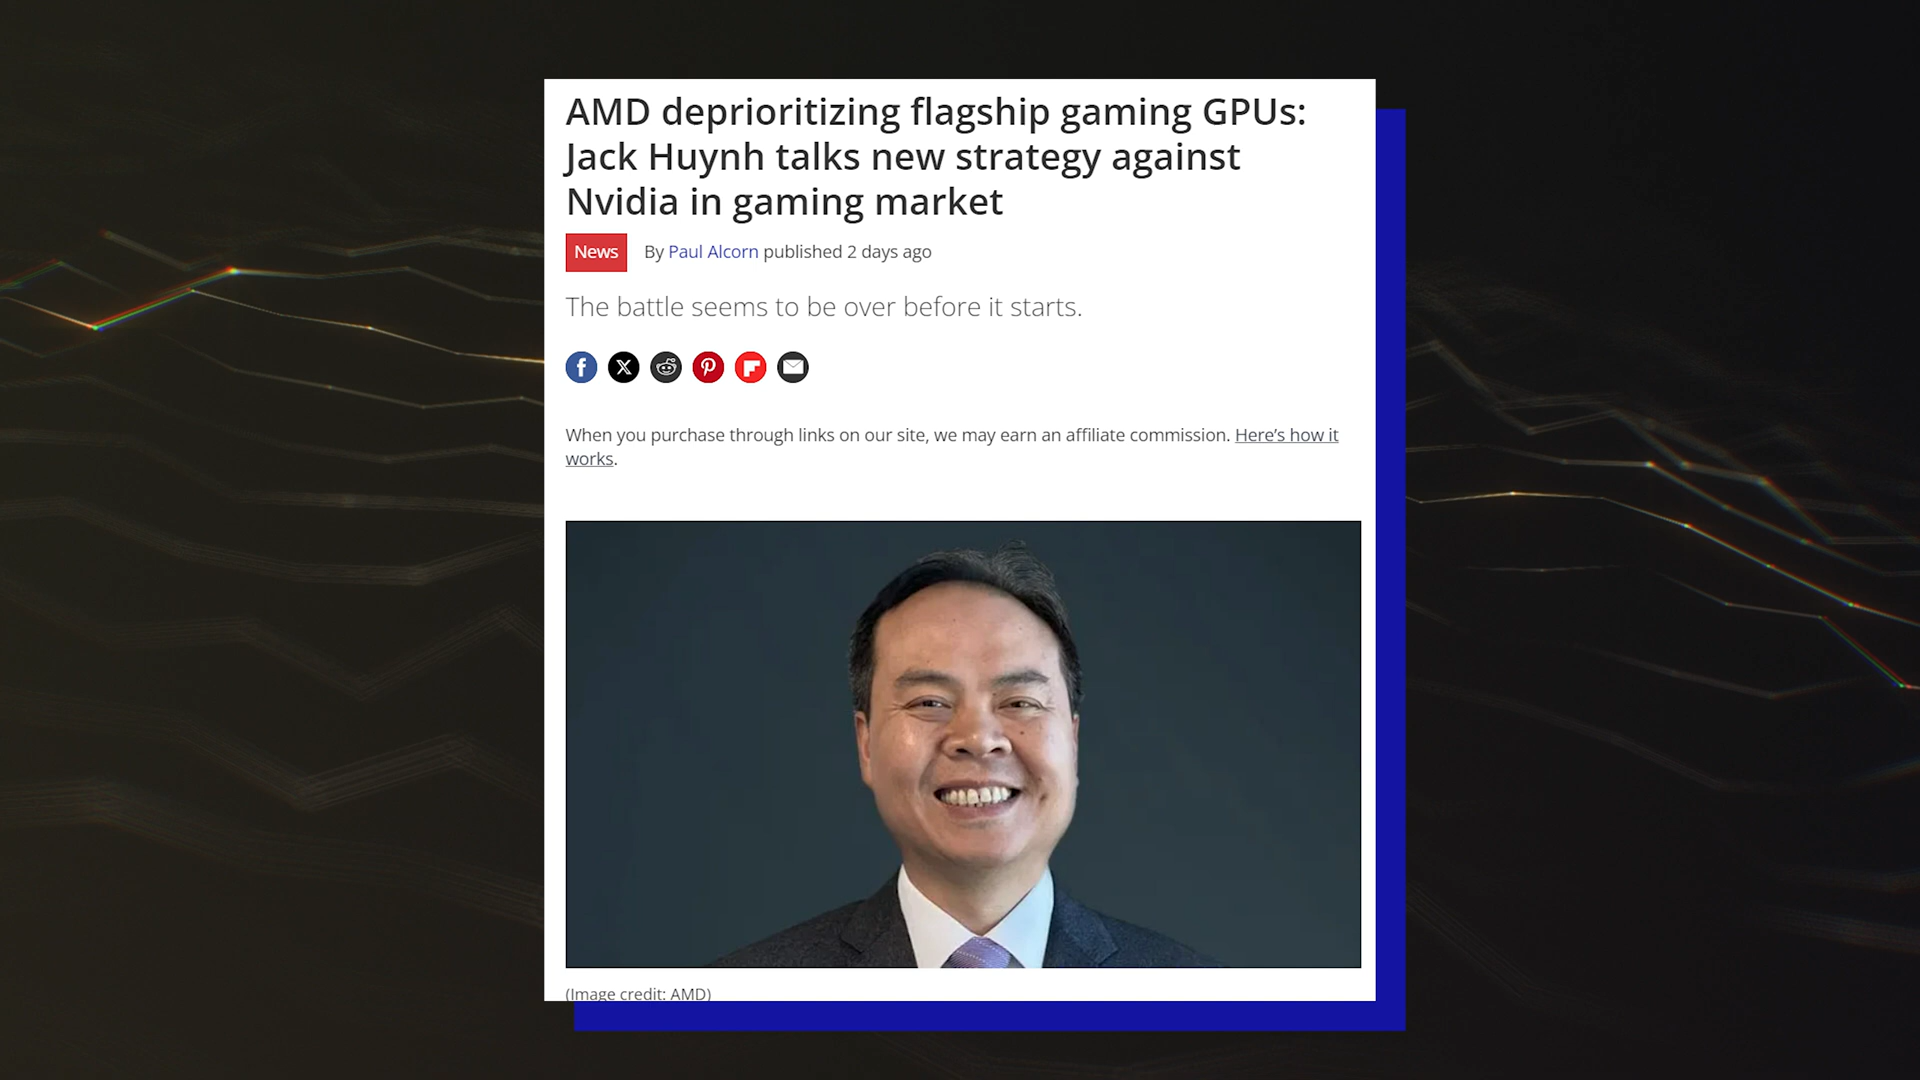 AMD deprioritizing flagship gaming GPUs:
Jack Huynh talks new strategy against
Nvidia in gaming market
News By Paul Alcorn published 2 days ago
The battle seems to be over before it starts.
When you purchase through links on our site, we may earn an affiliate commission. Here’s how it
works.
(Image credit: AMD)